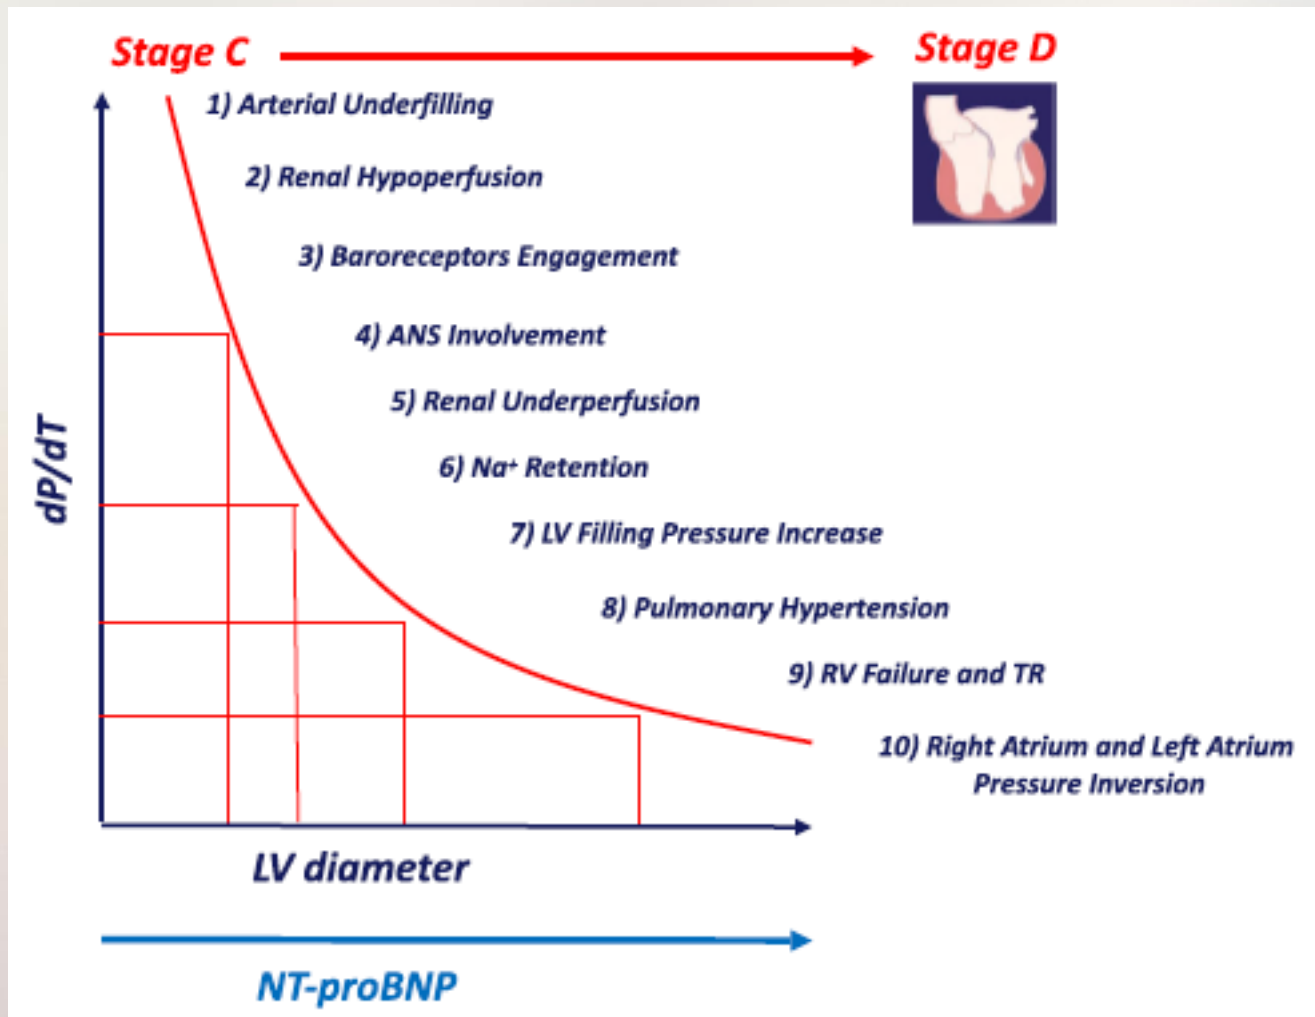 Stage C
Stage D
1) Arterial Underfilling
2) Renal Hypoperfusion
3) Baroreceptors Engagement
4) ANS Involvement
5) Renal Underperfusion
6) Na⁺ Retention
7) LV Filling Pressure Increase
8) Pulmonary Hypertension
9) RV Failure and TR
10) Right Atrium and Left Atrium
Pressure Inversion
dP/dT
LV diameter
NT-proBNP